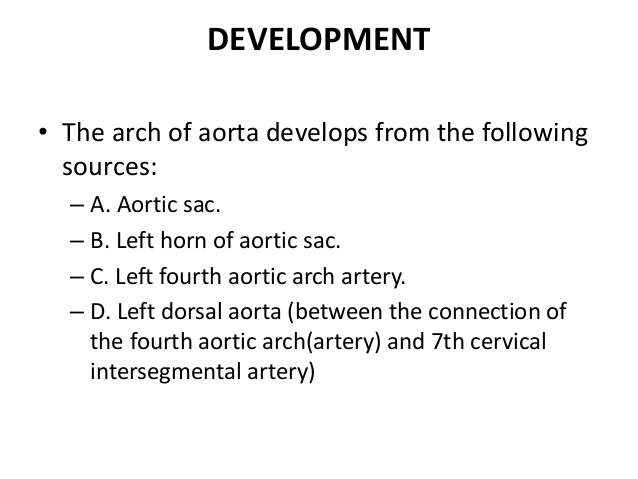 DEVELOPMENT
• The arch of aorta develops from the following
sources:
– A. Aortic sac.
– B. Left horn of aortic sac.
– C. Left fourth aortic arch artery.
– D. Left dorsal aorta (between the connection of
the fourth aortic arch(artery) and 7th cervical
intersegmental artery)